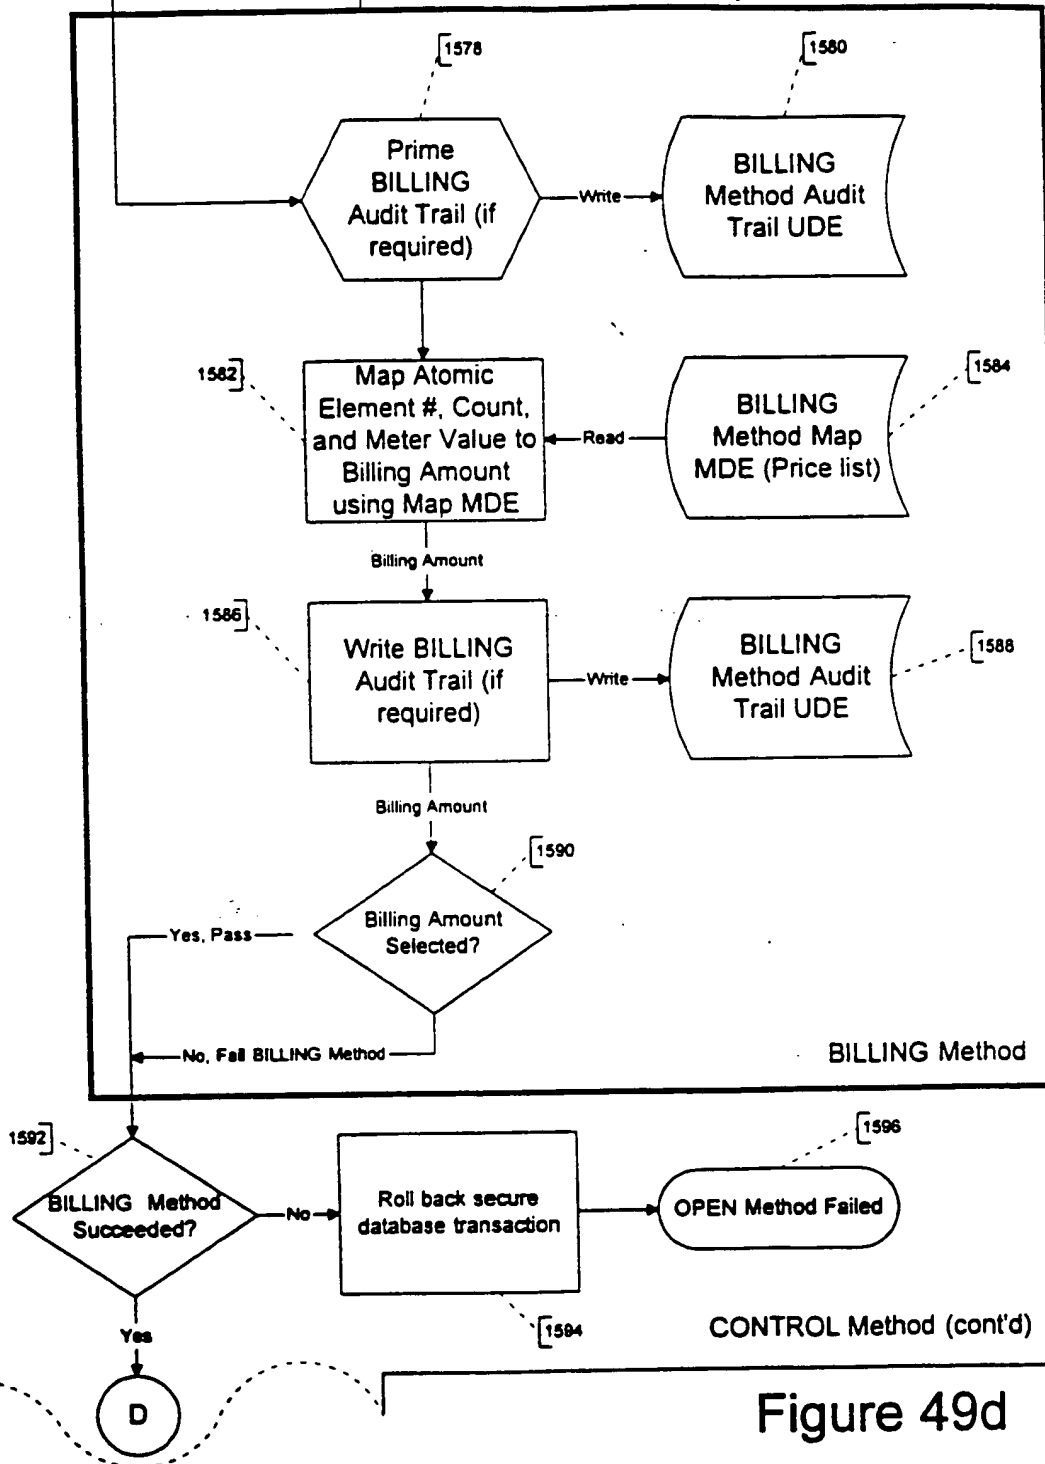 1578
1580
Prime
BILLING
Audit Trail (if
required)
Write
BILLING
Method Audit
Trail UDE
1582
Map Atomic
Element #, Count,
and Meter Value to
Billing Amount
using Map MDE
Read
BILLING
Method Map
MDE (Price list)
1584
Billing Amount
1586
Write BILLING
Audit Trail (if
required)
Write
BILLING
Method Audit
Trail UDE
1588
Billing Amount
1590
Billing Amount
Selected?
Yes, Pass
No, Fail BILLING Method
BILLING Method
1592
BILLING Method
Succeeded?
No
Roll back secure
database transaction
1596
OPEN Method Failed
1594
Yes
CONTROL Method (cont'd)
D
Figure 49d